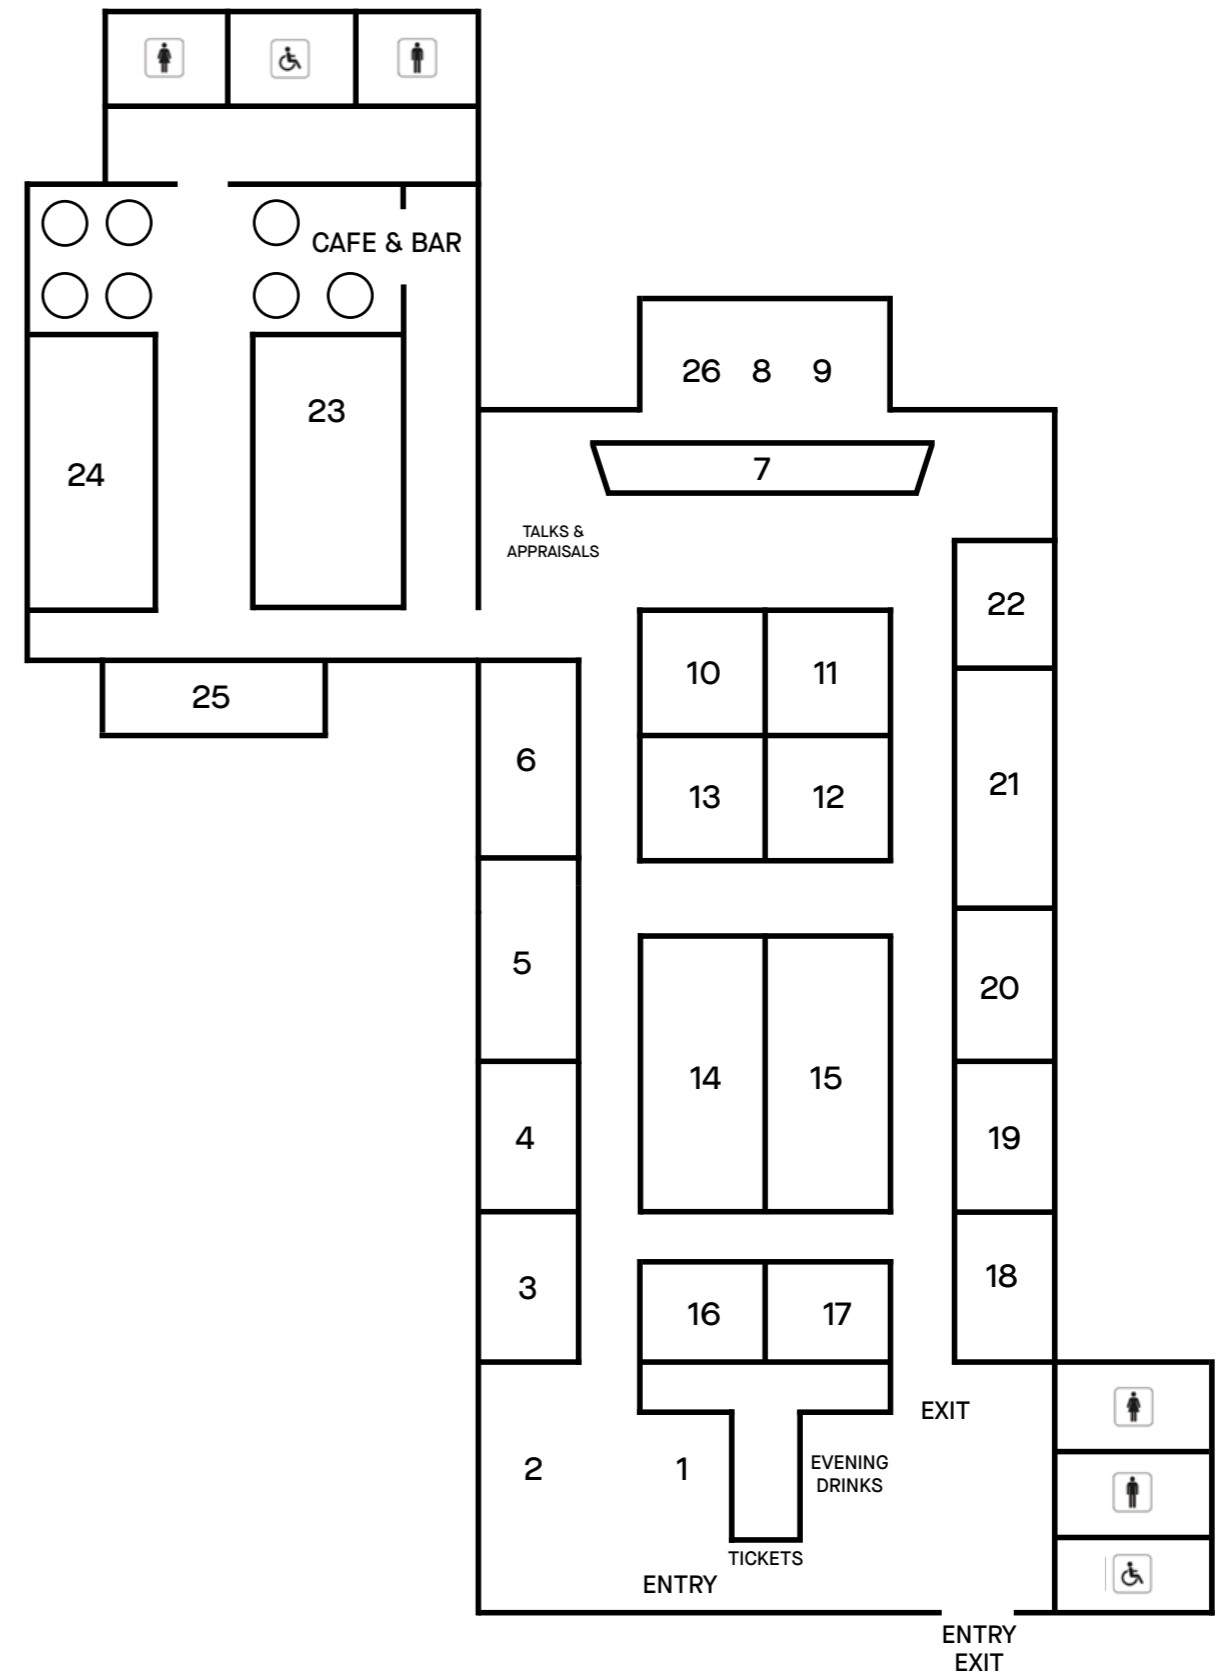 CAFE & BAR
26 8 9
23
7
24
TALKS &
APPRAISALS
22
10 11
25
6
21
13 12
5
20
14 15
4
19
18
3
16 17
EXIT
2
1
EVENING
DRINKS
TICKETS
ENTRY
ENTRY
EXIT